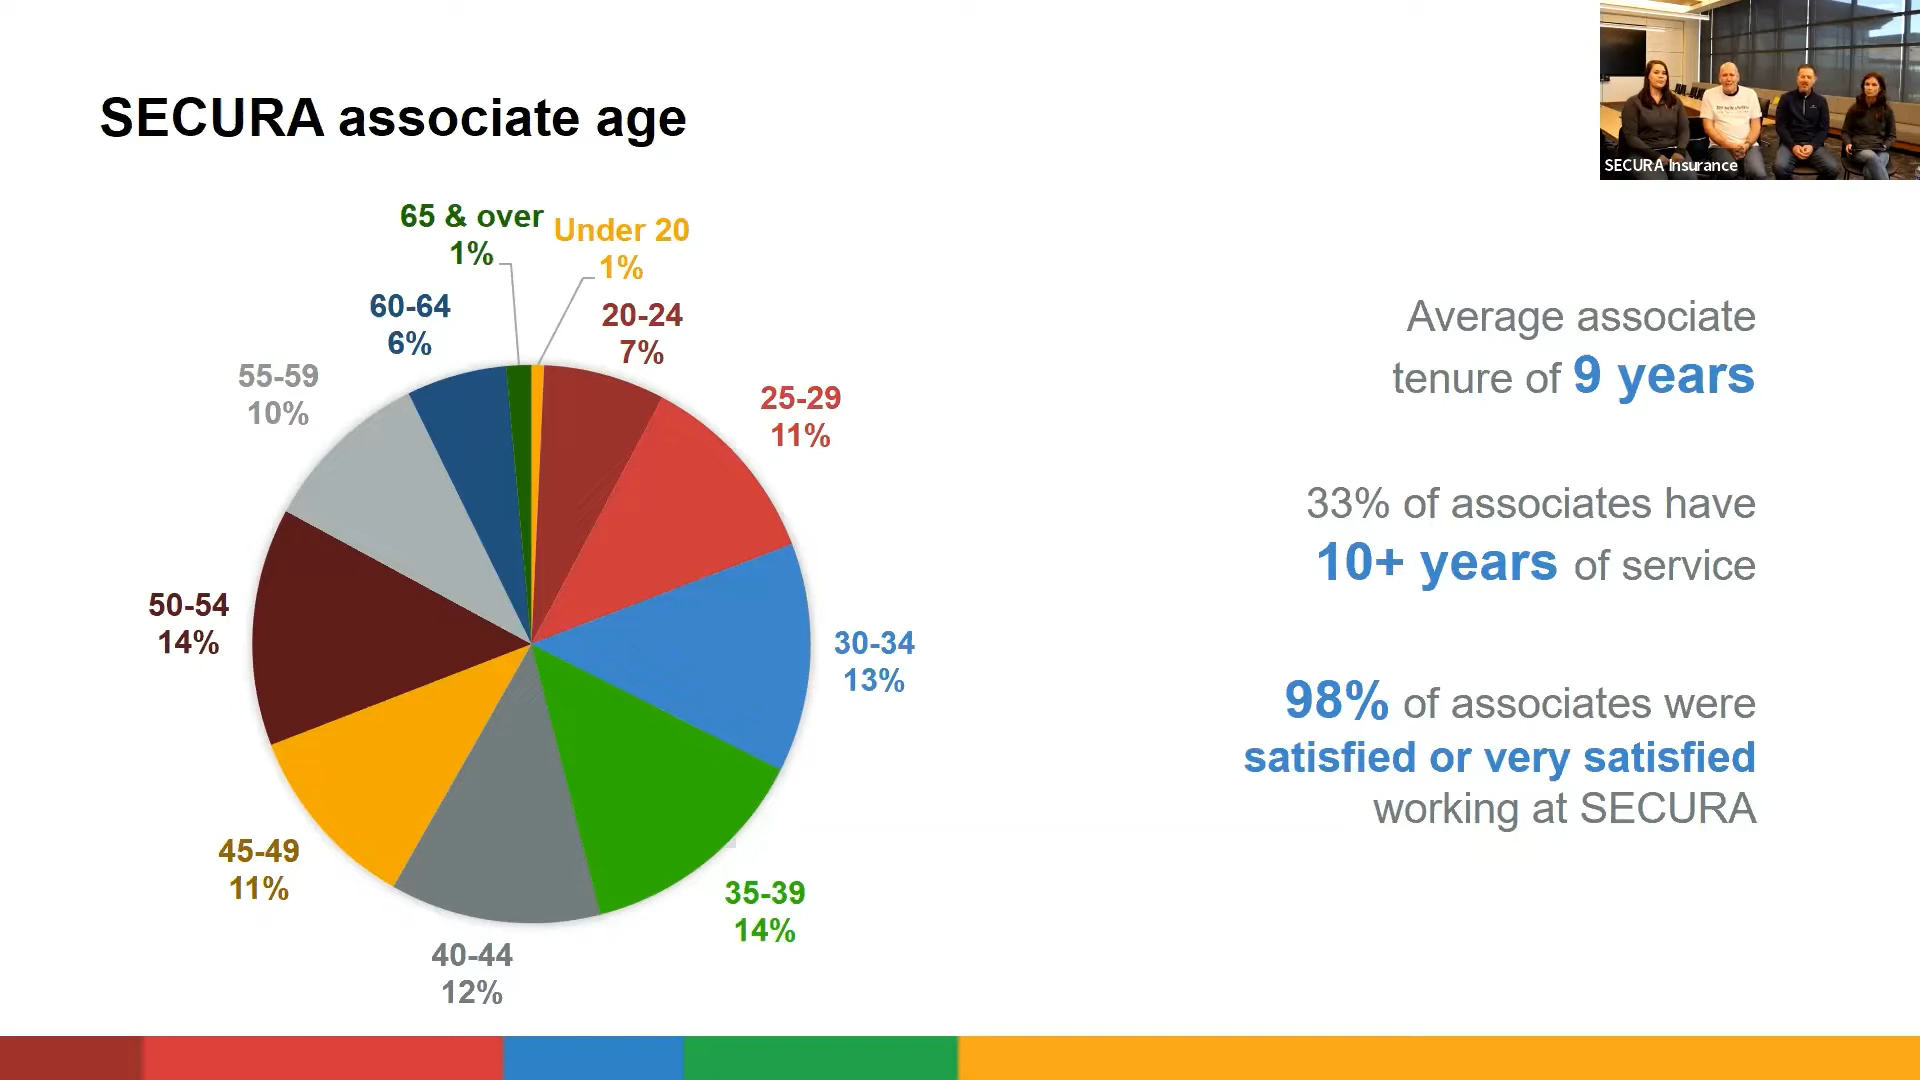 SECURA associate age
SECURA Insurance
65 & over
1%
Under 20
1%
20-24
7%
25-29
11%
30-34
13%
35-39
14%
40-44
12%
45-49
11%
50-54
14%
55-59
10%
60-64
6%
Average associate
tenure of 9 years
33% of associates have
10+ years of service
98% of associates were
satisfied or very satisfied
working at SECURA